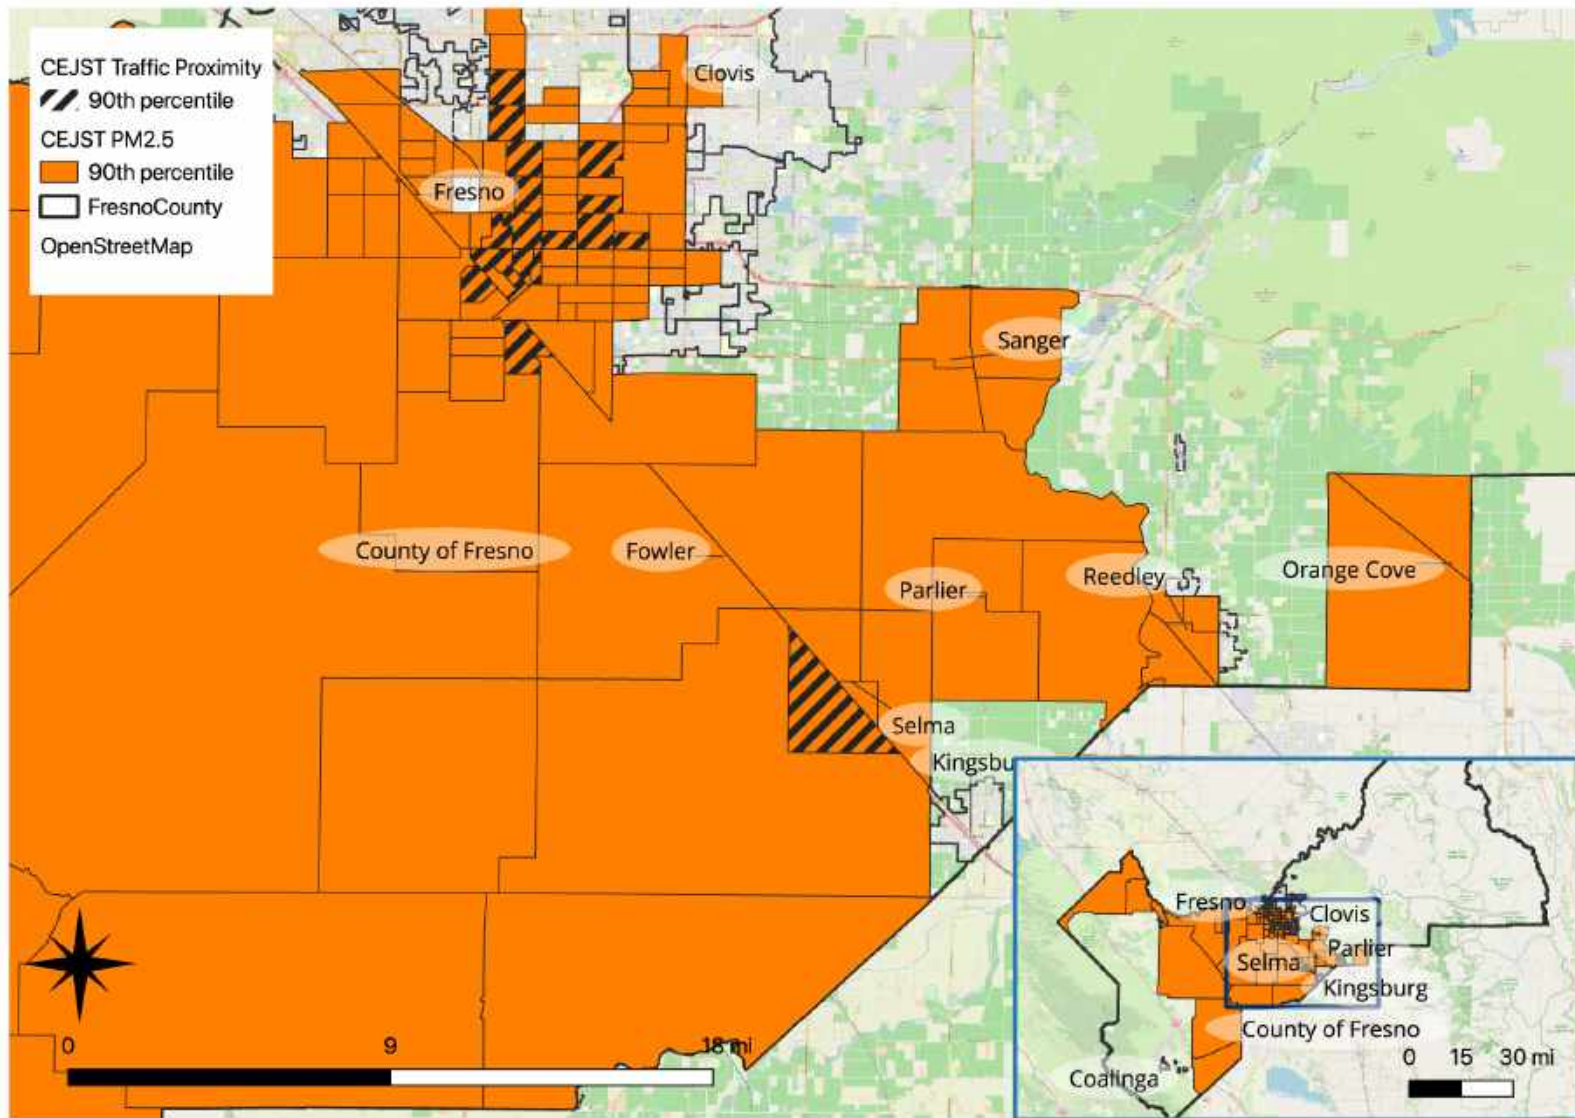 CEJST Traffic Proximity
90th percentile
CEJST PM2.5
90th percentile
FresnoCounty
OpenStreetMap
Clovis
Fresno
Sanger
County of Fresno
Fowler
Parlier
Reedley
Orange Cove
Selma
Kingsbu
0
9
18 mi
Fresno
Clovis
Parlier
Selma
Kingsburg
County of Fresno
Coalinga
0 15 30 mi